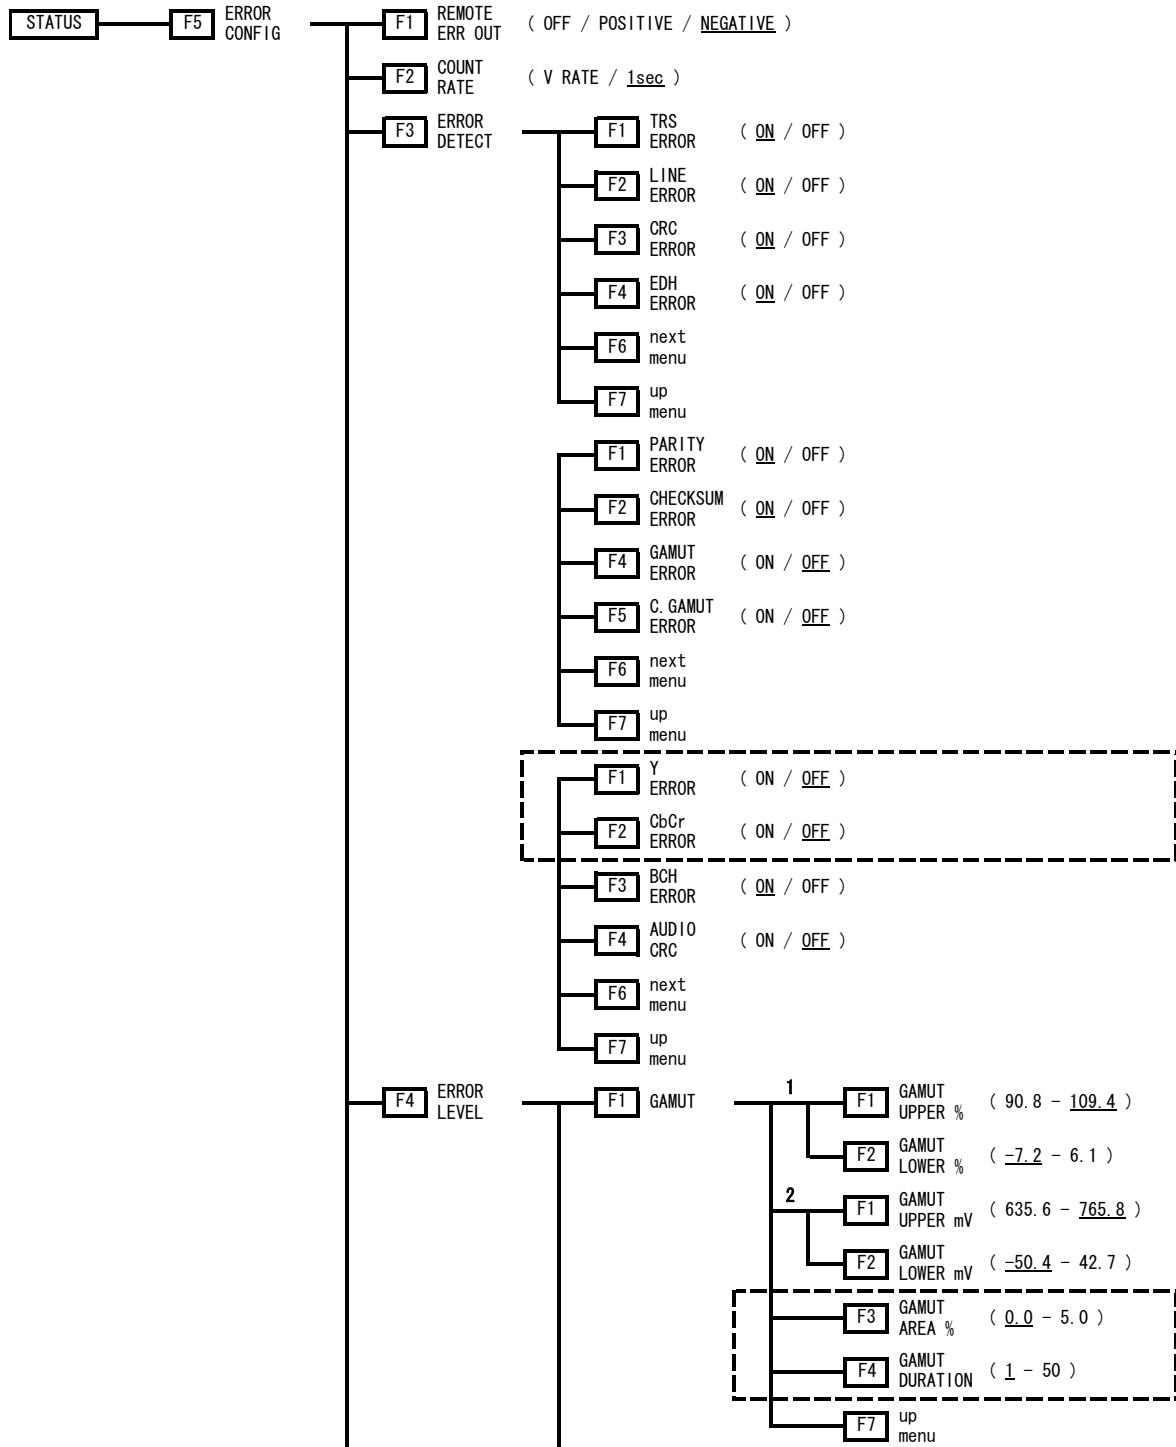 STATUS F5 ERROR CONFIG F1 REMOTE ERR OUT ( OFF / POSITIVE / NEGATIVE )
F2 COUNT RATE ( V RATE / 1sec )
F3 ERROR DETECT F1 TRS ERROR ( ON / OFF )
F2 LINE ERROR ( ON / OFF )
F3 CRC ERROR ( ON / OFF )
F4 EDH ERROR ( ON / OFF )
F6 next menu
F7 up menu
F1 PARITY ERROR ( ON / OFF )
F2 CHECKSUM ERROR ( ON / OFF )
F4 GAMUT ERROR ( ON / OFF )
F5 C.GAMUT ERROR ( ON / OFF )
F6 next menu
F7 up menu
F1 Y ERROR ( ON / OFF )
F2 CbCr ERROR ( ON / OFF )
F3 BCH ERROR ( ON / OFF )
F4 AUDIO CRC ( ON / OFF )
F6 next menu
F7 up menu
F4 ERROR LEVEL F1 GAMUT 1 F1 GAMUT UPPER % ( 90.8 - 109.4 )
F2 GAMUT LOWER % ( -7.2 - 6.1 )
2 F1 GAMUT UPPER mV ( 635.6 - 765.8 )
F2 GAMUT LOWER mV ( -50.4 - 42.7 )
F3 GAMUT AREA % ( 0.0 - 5.0 )
F4 GAMUT DURATION ( 1 - 50 )
F7 up menu